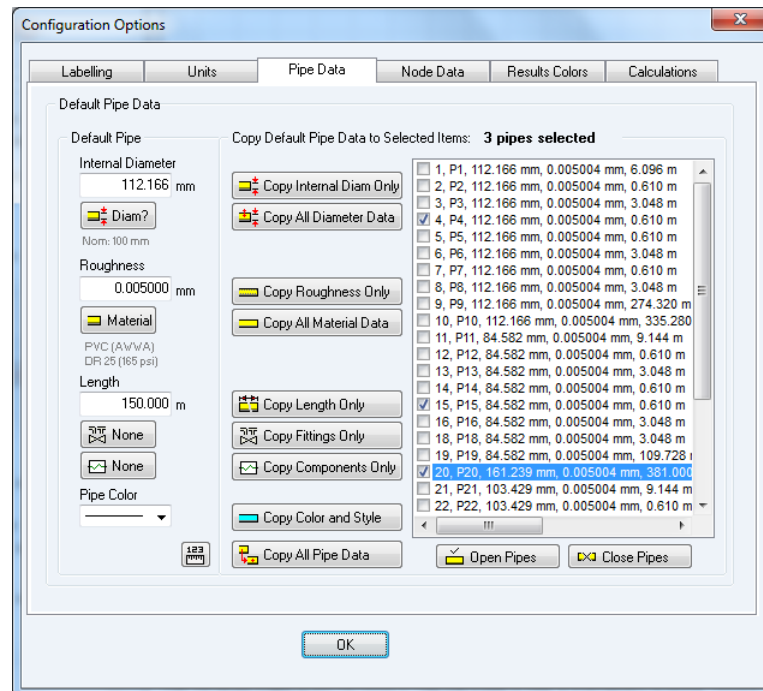 Configuration Options
Labelling Units Pipe Data Node Data Results Colors Calculations
Default Pipe Data
Default Pipe
Copy Default Pipe Data to Selected Items: 3 pipes selected
Internal Diameter
112.166 mm
Diam?
Nom: 100 mm
Roughness
0.005000 mm
Material
PVC (AWWA)
DR 25 (165 psi)
Length
150.000 m
None
None
Pipe Color
123
Copy Internal Diam Only
Copy All Diameter Data
Copy Roughness Only
Copy All Material Data
Copy Length Only
Copy Fittings Only
Copy Components Only
Copy Color and Style
Copy All Pipe Data
1, P1, 112.166 mm, 0.005004 mm, 6.096 m
2, P2, 112.166 mm, 0.005004 mm, 0.610 m
3, P3, 112.166 mm, 0.005004 mm, 3.048 m
4, P4, 112.166 mm, 0.005004 mm, 0.610 m
5, P5, 112.166 mm, 0.005004 mm, 0.610 m
6, P6, 112.166 mm, 0.005004 mm, 3.048 m
7, P7, 112.166 mm, 0.005004 mm, 0.610 m
8, P8, 112.166 mm, 0.005004 mm, 3.048 m
9, P9, 112.166 mm, 0.005004 mm, 274.320 m
10, P10, 112.166 mm, 0.005004 mm, 335.280
11, P11, 84.582 mm, 0.005004 mm, 9.144 m
12, P12, 84.582 mm, 0.005004 mm, 0.610 m
13, P13, 84.582 mm, 0.005004 mm, 3.048 m
14, P14, 84.582 mm, 0.005004 mm, 0.610 m
15, P15, 84.582 mm, 0.005004 mm, 0.610 m
16, P16, 84.582 mm, 0.005004 mm, 3.048 m
18, P18, 84.582 mm, 0.005004 mm, 3.048 m
19, P19, 84.582 mm, 0.005004 mm, 109.728
20, P20, 161.239 mm, 0.005004 mm, 381.000
21, P21, 103.429 mm, 0.005004 mm, 9.144 m
22, P22, 103.429 mm, 0.005004 mm, 0.610 m
Open Pipes Close Pipes
OK